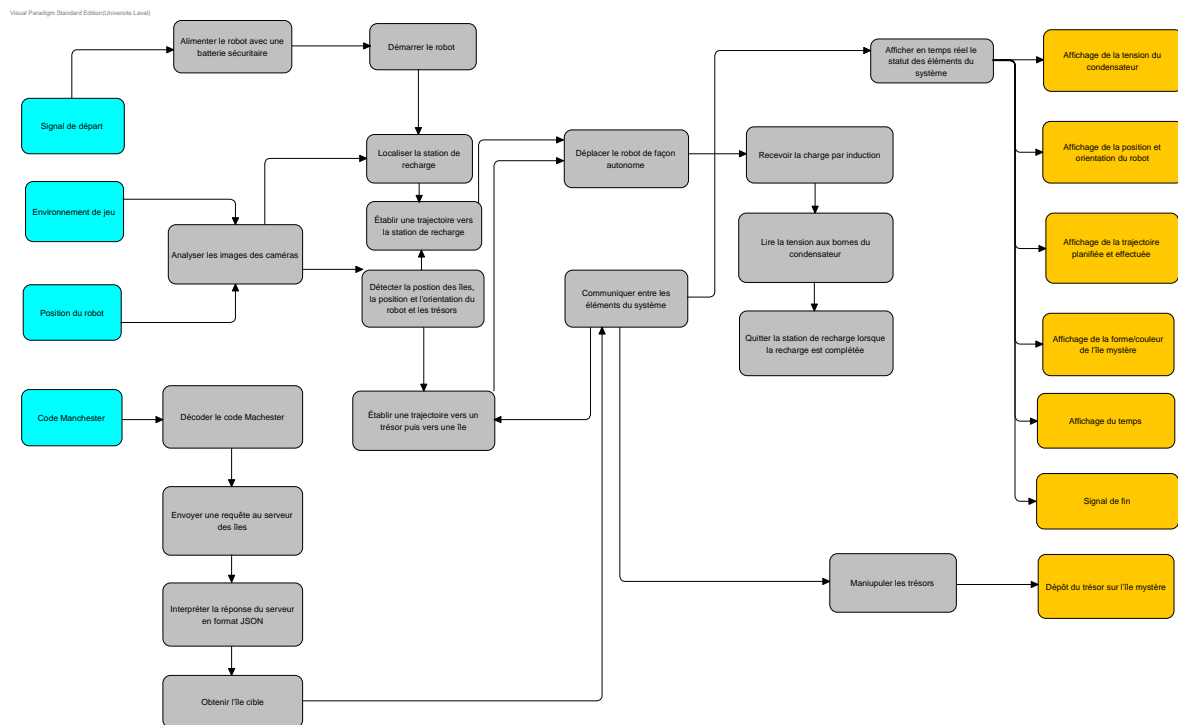 Visual Paradigm Standard Edition(Universite Laval)
Alimenter le robot avec une
batterie sécuritaire
Démarrer le robot
Afficher en temps réel le
statut des éléments du
système
Affichage de la tension du
condensateur
Signal de départ
Localiser la station de
recharge
Déplacer le robot de façon
autonome
Recevoir la charge par induction
Affichage de la position et
orientation du robot
Environnement de jeu
Établir une trajectoire vers
la station de recharge
Analyser les images des caméras
Lire la tension aux bornes du
condensateur
Affichage de la trajectoire
planifiée et effectuée
Position du robot
Détecter la postion des îles,
la position et l'orientation du
robot et les trésors
Communiquer entre les
éléments du système
Quitter la station de recharge lorsque
la recharge est complétée
Affichage de la forme/couleur
de l'île mystère
Code Manchester
Décoder le code Machester
Établir une trajectoire vers un
trésor puis vers une île
Affichage du temps
Envoyer une requête au serveur
des îles
Signal de fin
Interpréter la réponse du serveur
en format JSON
Maniupuler les trésors
Dépôt du trésor sur l'île mystère
Obtenir l'île cible